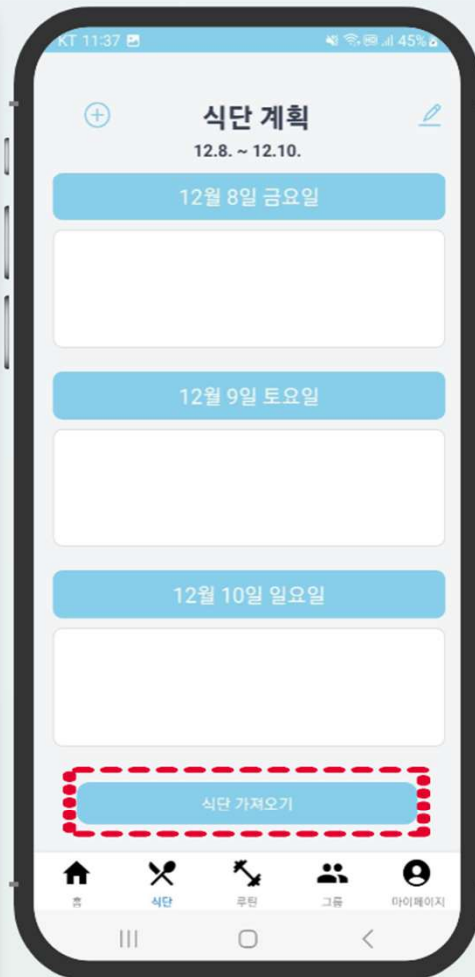 KT 11:37 45%
식단 계획
12.8. ~ 12.10.
12월 8일 금요일
12월 9일 토요일
12월 10일 일요일
식단 가져오기
홈 식단 루틴 그룹 마이페이지